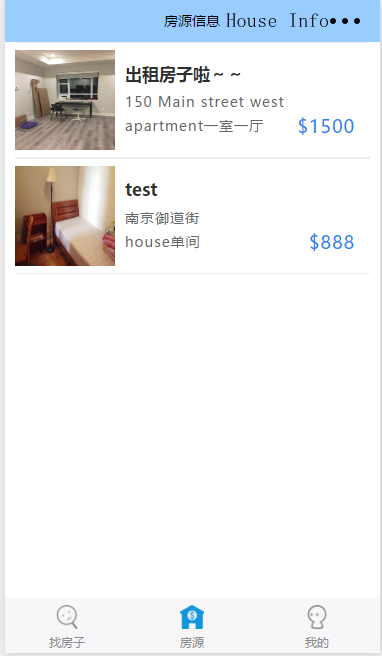 房源信息 House Info•••
出租房子啦~~
150 Main street west
apartment一室一厅 $1500
test
南京御道街
house单间 $888
找房子 房源 我的